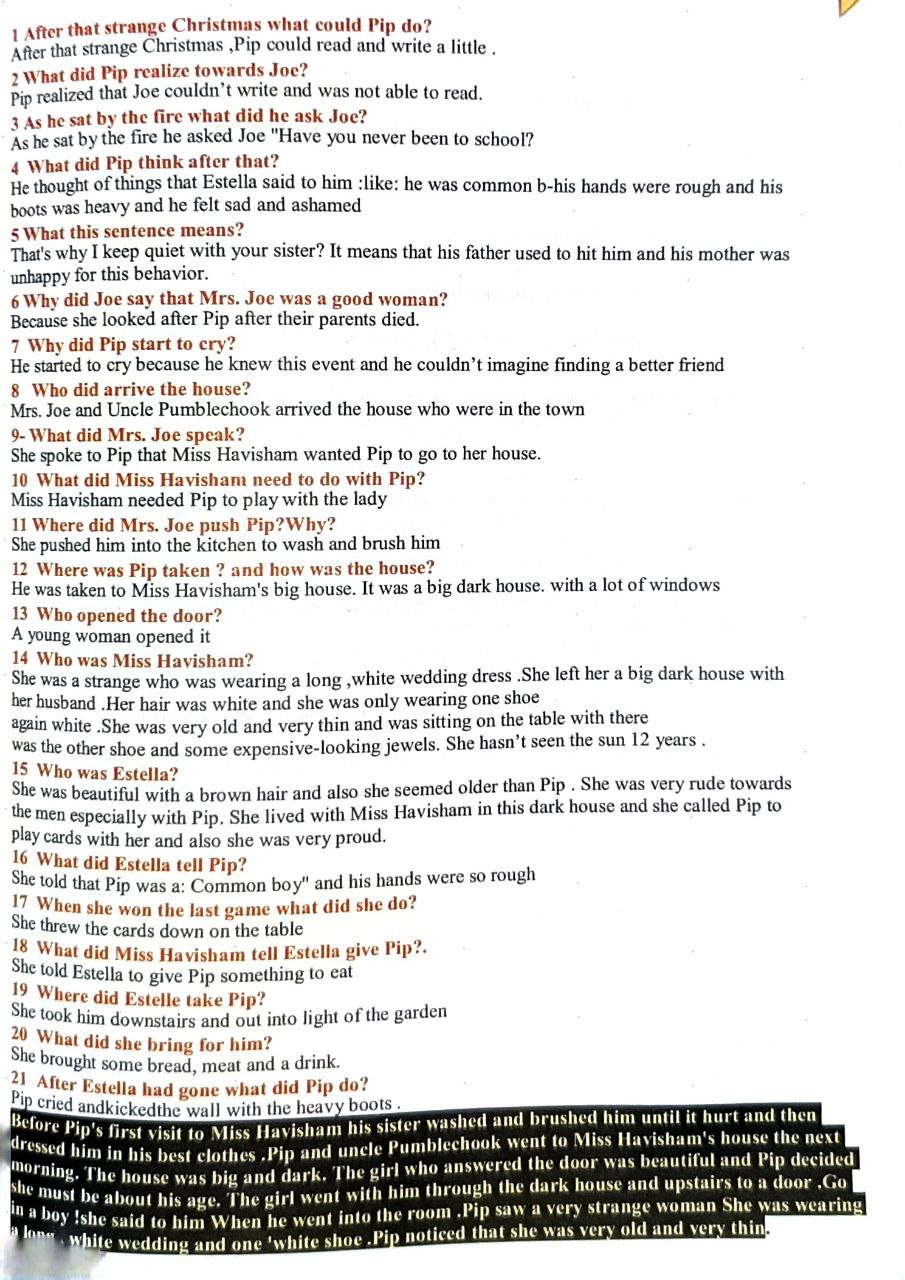 1 After that strange Christmas what could Pip do?
After that strange Christmas ,Pip could read and write a little .
2 What did Pip realize towards Joe?
Pip realized that Joe couldn't write and was not able to read.
3 As he sat by the fire what did he ask Joe?
As he sat by the fire he asked Joe "Have you never been to school?
4 What did Pip think after that?
He thought of things that Estella said to him :like: he was common b-his hands were rough and his
boots was heavy and he felt sad and ashamed
5 What this sentence means?
That's why I keep quiet with your sister? It means that his father used to hit him and his mother was
unhappy for this behavior.
6 Why did Joe say that Mrs. Joe was a good woman?
Because she looked after Pip after their parents died.
7 Why did Pip start to cry?
He started to cry because he knew this event and he couldn't imagine finding a better friend
8 Who did arrive the house?
Mrs. Joe and Uncle Pumblechook arrived the house who were in the town
9- What did Mrs. Joe speak?
She spoke to Pip that Miss Havisham wanted Pip to go to her house.
10 What did Miss Havisham need to do with Pip?
Miss Havisham needed Pip to play with the lady
11 Where did Mrs. Joe push Pip?Why?
She pushed him into the kitchen to wash and brush him
12 Where was Pip taken ? and how was the house?
He was taken to Miss Havisham's big house. It was a big dark house. with a lot of windows
13 Who opened the door?
A young woman opened it
14 Who was Miss Havisham?
She was a strange who was wearing a long ,white wedding dress .She left her a big dark house with
her husband .Her hair was white and she was only wearing one shoe
again white .She was very old and very thin and was sitting on the table with there
was the other shoe and some expensive-looking jewels. She hasn't seen the sun 12 years .
15 Who was Estella?
She was beautiful with a brown hair and also she seemed older than Pip . She was very rude towards
the men especially with Pip. She lived with Miss Havisham in this dark house and she called Pip to
play cards with her and also she was very proud.
16 What did Estella tell Pip?
She told that Pip was a: Common boy" and his hands were so rough
17 When she won the last game what did she do?
She threw the cards down on the table
18 What did Miss Havisham tell Estella give Pip?.
She told Estella to give Pip something to eat
19 Where did Estelle take Pip?
She took him downstairs and out into light of the garden
20 What did she bring for him?
She brought some bread, meat and a drink.
21 After Estella had gone what did Pip do?
Pip cried andkickedthe wall with the heavy boots .
Before Pip's first visit to Miss Havisham his sister washed and brushed him until it hurt and then
dressed him in his best clothes .Pip and uncle Pumblechook went to Miss Havisham's house the next
morning. The house was big and dark. The girl who answered the door was beautiful and Pip decided
she must be about his age. The girl went with him through the dark house and upstairs to a door .Go
in a boy !she said to him When he went into the room .Pip saw a very strange woman She was wearing
a long , white wedding and one 'white shoe .Pip noticed that she was very old and very thin.